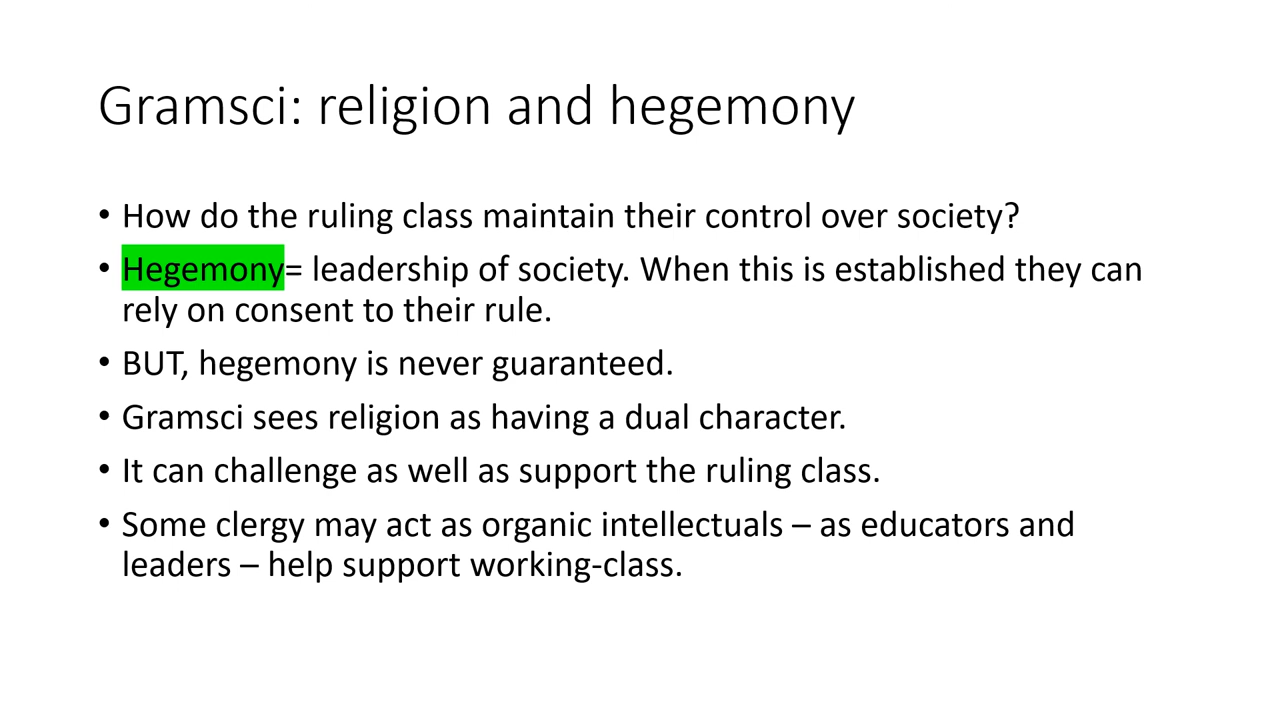 Gramsci: religion and hegemony
• How do the ruling class maintain their control over society?
• Hegemony= leadership of society. When this is established they can
rely on consent to their rule.
• BUT, hegemony is never guaranteed.
• Gramsci sees religion as having a dual character.
• It can challenge as well as support the ruling class.
• Some clergy may act as organic intellectuals – as educators and
leaders – help support working-class.